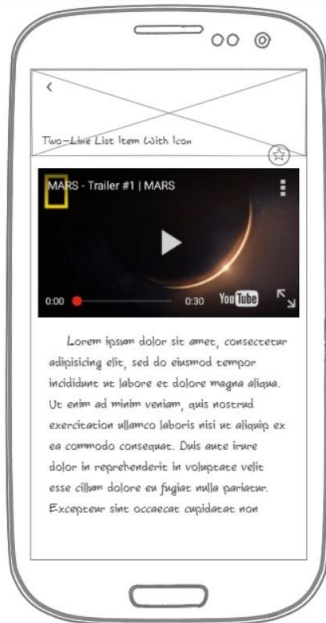 Two-Line List Item With Icon
MARS - Trailer #1 | MARS
0:00 0:30 YouTube
Lorem ipsum dolor sit amet, consectetur
adipisicing elit, sed do eiusmod tempor
incididunt ut labore et dolore magna aliqua.
Ut enim ad minim veniam, quis nostrud
exercitation ullamco laboris nisi ut aliquip ex
ea commodo consequat. Duis aute irure
dolor in reprehenderit in voluptate velit
esse cillum dolore eu fugiat nulla pariatur.
Excepteur sint occaecat cupidatat non